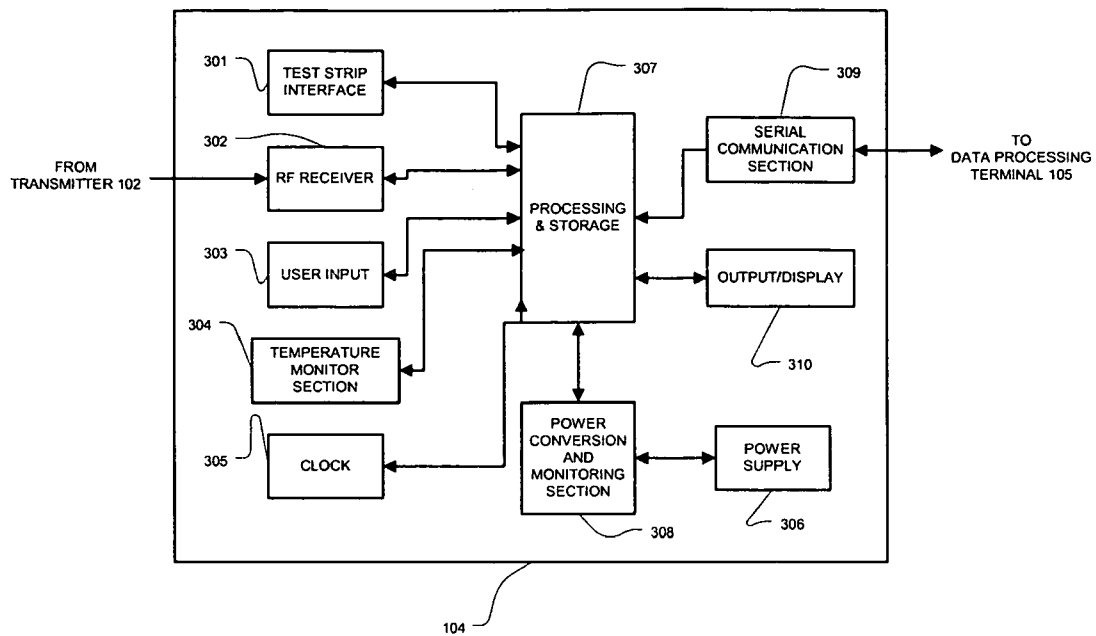 301
TEST STRIP
INTERFACE
302
FROM
TRANSMITTER 102
RF RECEIVER
303
USER INPUT
304
TEMPERATURE
MONITOR
SECTION
305
CLOCK
307
PROCESSING
& STORAGE
POWER
CONVERSION
AND
MONITORING
SECTION
308
309
SERIAL
COMMUNICATION
SECTION
TO
DATA PROCESSING
TERMINAL 105
OUTPUT/DISPLAY
310
POWER
SUPPLY
306
104